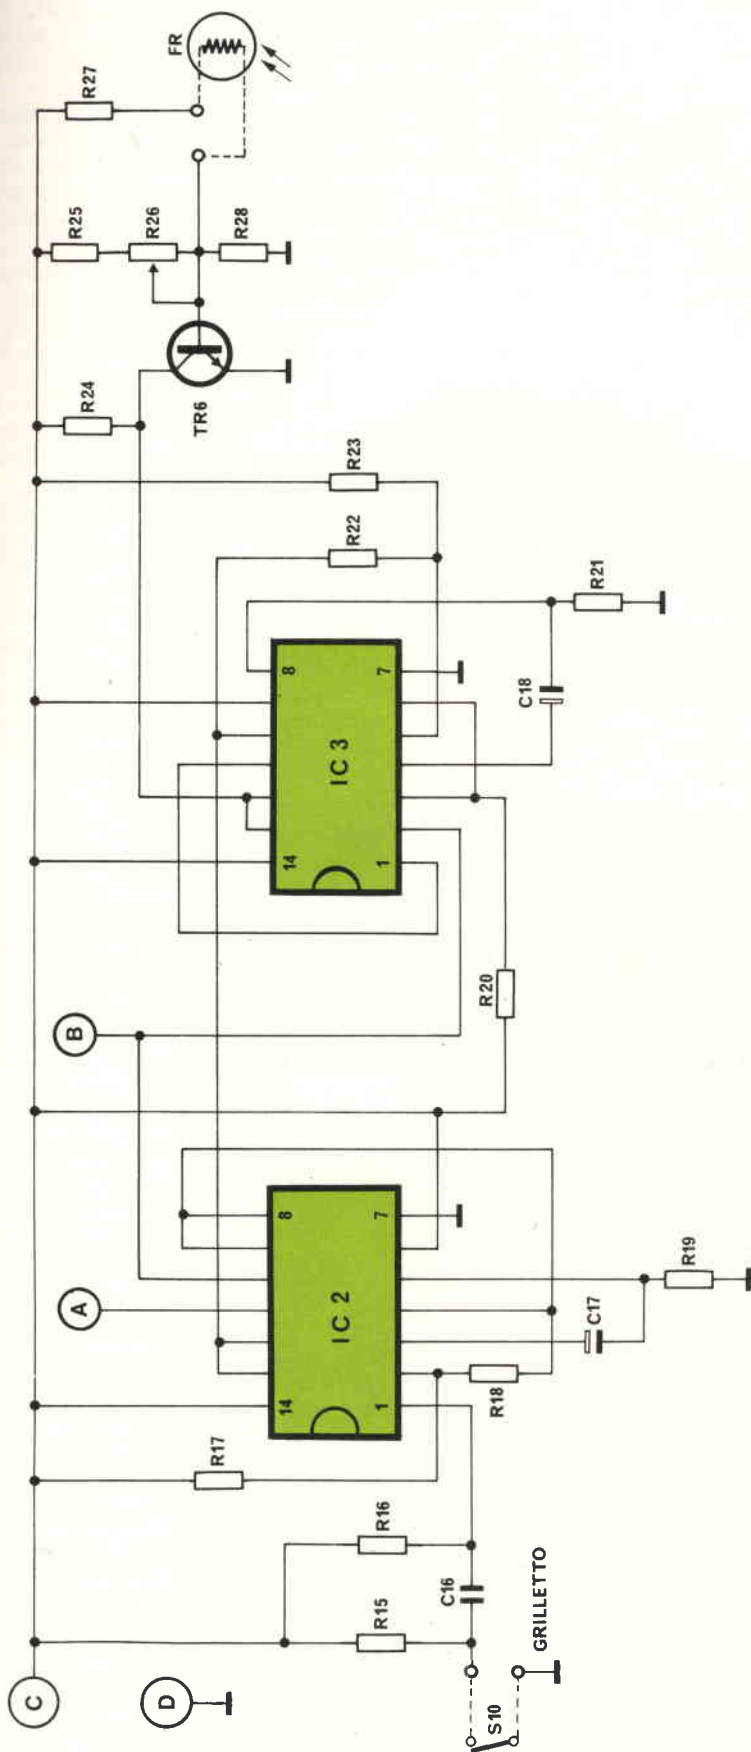 C
D
S10
GRILLETTO
R15
C16
R16
R17
14
1
IC 2
8
7
R18
C17
R19
A
B
R20
14
1
IC 3
8
7
C18
R21
R22
R23
R24
TR6
R25
R26
R28
R27
FR